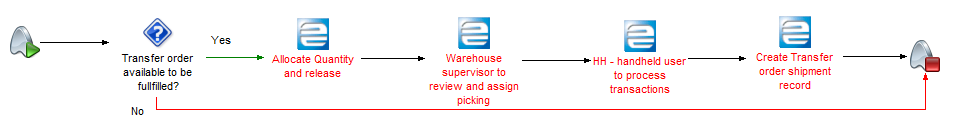 Transfer order
available to be
fullfilled?
Yes
No
Allocate Quantity
and release
Warehouse
supervisor to
review and assign
picking
HH - handheld user
to process
transactions
Create Transfer
order shipment
record